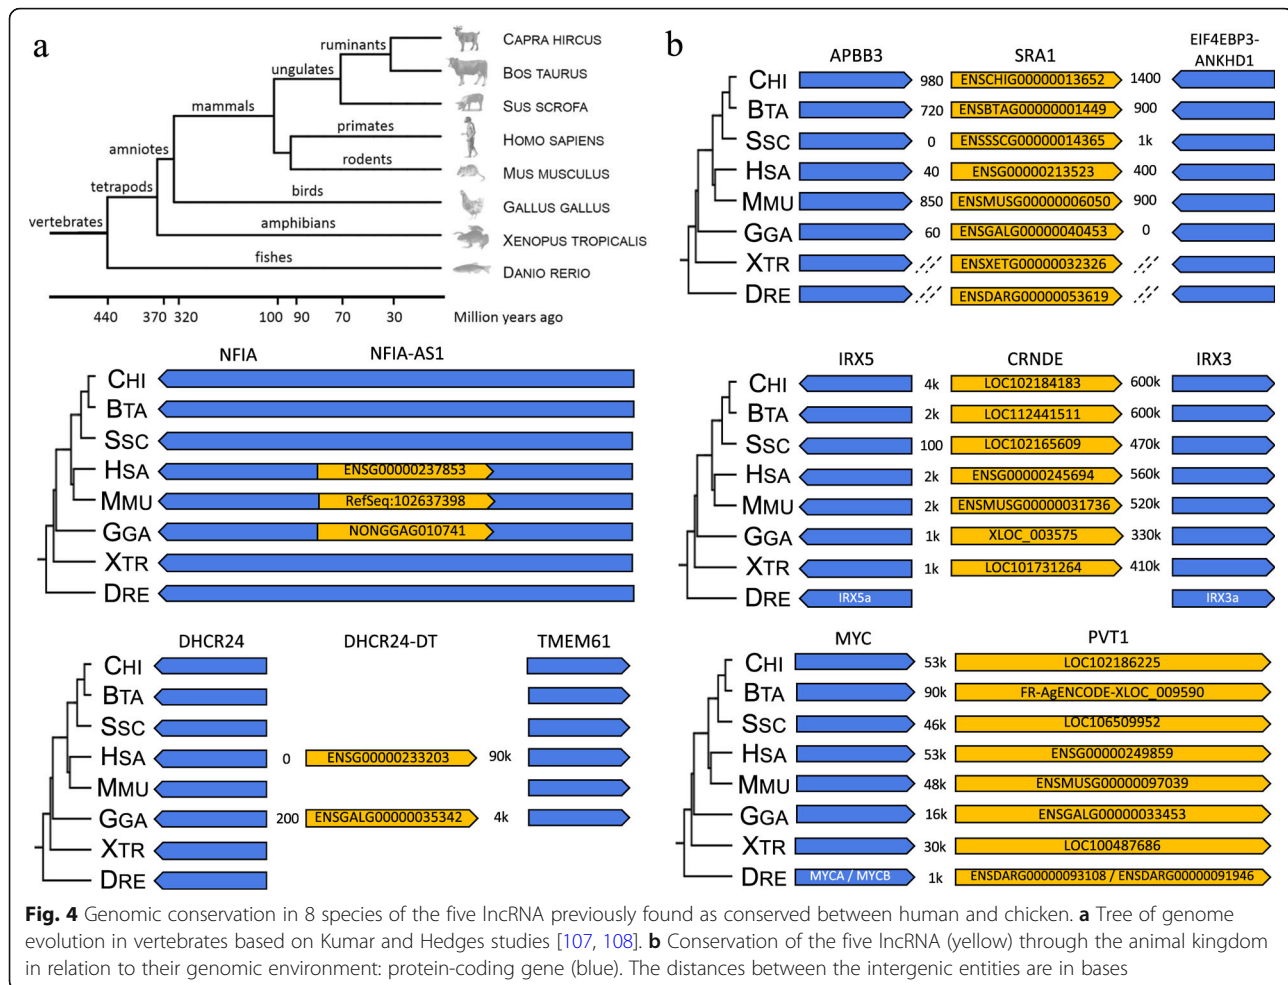 a
ruminants
CAPRA HIRCUS
ungulates
BOS TAURUS
mammals
SUS SCROFA
primates
HOMO SAPIENS
amniotes
rodents
MUS MUSCULUS
tetrapods
birds
GALLUS GALLUS
vertebrates
amphibians
XENOPUS TROPICALIS
fishes
DANIO RERIO
440 370 320 100 90 70 30 Million years ago
b
APBB3 SRA1 EIF4EBP3-
ANKHD1
CHI 980 ENSCHIG00000013652 1400
BTA 720 ENSBTAG00000001449 900
SSC 0 ENSSSCG00000014365 1k
HSA 40 ENSG00000213523 400
MMU 850 ENSMUSG00000006050 900
GGA 60 ENSGALG00000040453 0
XTR ENSXETG00000032326
DRE ENSDARG00000053619
NFIA NFIA-AS1
CHI
BTA
SSC
HSA ENSG00000237853
MMU RefSeq:102637398
GGA NONGGAG010741
XTR
DRE
IRX5 CRNDE IRX3
CHI 4k LOC102184183 600k
BTA 2k LOC112441511 600k
SSC 100 LOC102165609 470k
HSA 2k ENSG00000245694 560k
MMU 2k ENSMUSG00000031736 520k
GGA 1k XLOC_003575 330k
XTR 1k LOC101731264 410k
DRE IRX5a IRX3a
DHCR24 DHCR24-DT TMEM61
CHI
BTA
SSC
HSA 0 ENSG00000233203 90k
MMU
GGA 200 ENSGALG00000035342 4k
XTR
DRE
MYC PVT1
CHI 53k LOC102186225
BTA 90k FR-AgENCODE-XLOC_009590
SSC 46k LOC106509952
HSA 53k ENSG00000249859
MMU 48k ENSMUSG00000097039
GGA 16k ENSGALG00000033453
XTR 30k LOC100487686
DRE MYCA / MYCB 1k ENSDARG00000093108 / ENSDARG00000091946
Fig. 4 Genomic conservation in 8 species of the five lncRNA previously found as conserved between human and chicken. a Tree of genome
evolution in vertebrates based on Kumar and Hedges studies [107, 108]. b Conservation of the five lncRNA (yellow) through the animal kingdom
in relation to their genomic environment: protein-coding gene (blue). The distances between the intergenic entities are in bases